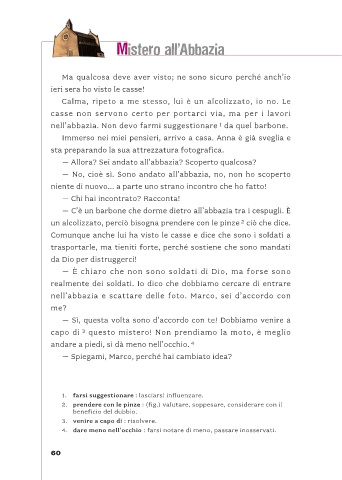 Mistero all'Abbazia
Ma qualcosa deve aver visto; ne sono sicuro perché anch'io
ieri sera ho visto le casse!
Calma, ripeto a me stesso, lui è un alcolizzato, io no. Le
casse non servono certo per portarci via, ma per i lavori
nell'abbazia. Non devo farmi suggestionare 1 da quel barbone.
Immerso nei miei pensieri, arrivo a casa. Anna è già sveglia e
sta preparando la sua attrezzatura fotografica.
— Allora? Sei andato all'abbazia? Scoperto qualcosa?
— No, cioè sì. Sono andato all'abbazia, no, non ho scoperto
niente di nuovo... a parte uno strano incontro che ho fatto!
— Chi hai incontrato? Racconta!
— C'è un barbone che dorme dietro all'abbazia tra i cespugli. È
un alcolizzato, perciò bisogna prendere con le pinze 2 ciò che dice.
Comunque anche lui ha visto le casse e dice che sono i soldati a
trasportarle, ma tieniti forte, perché sostiene che sono mandati
da Dio per distruggerci!
— È chiaro che non sono soldati di Dio, ma forse sono
realmente dei soldati. Io dico che dobbiamo cercare di entrare
nell'abbazia e scattare delle foto. Marco, sei d'accordo con
me?
— Sì, questa volta sono d'accordo con te! Dobbiamo venire a
capo di 3 questo mistero! Non prendiamo la moto, è meglio
andare a piedi, si dà meno nell'occhio. 4
— Spiegami, Marco, perché hai cambiato idea?
1. farsi suggestionare : lasciarsi influenzare.
2. prendere con le pinze : (fig.) valutare, soppesare, considerare con il
beneficio del dubbio.
3. venire a capo di : risolvere.
4. dare meno nell'occhio : farsi notare di meno, passare inosservati.
60